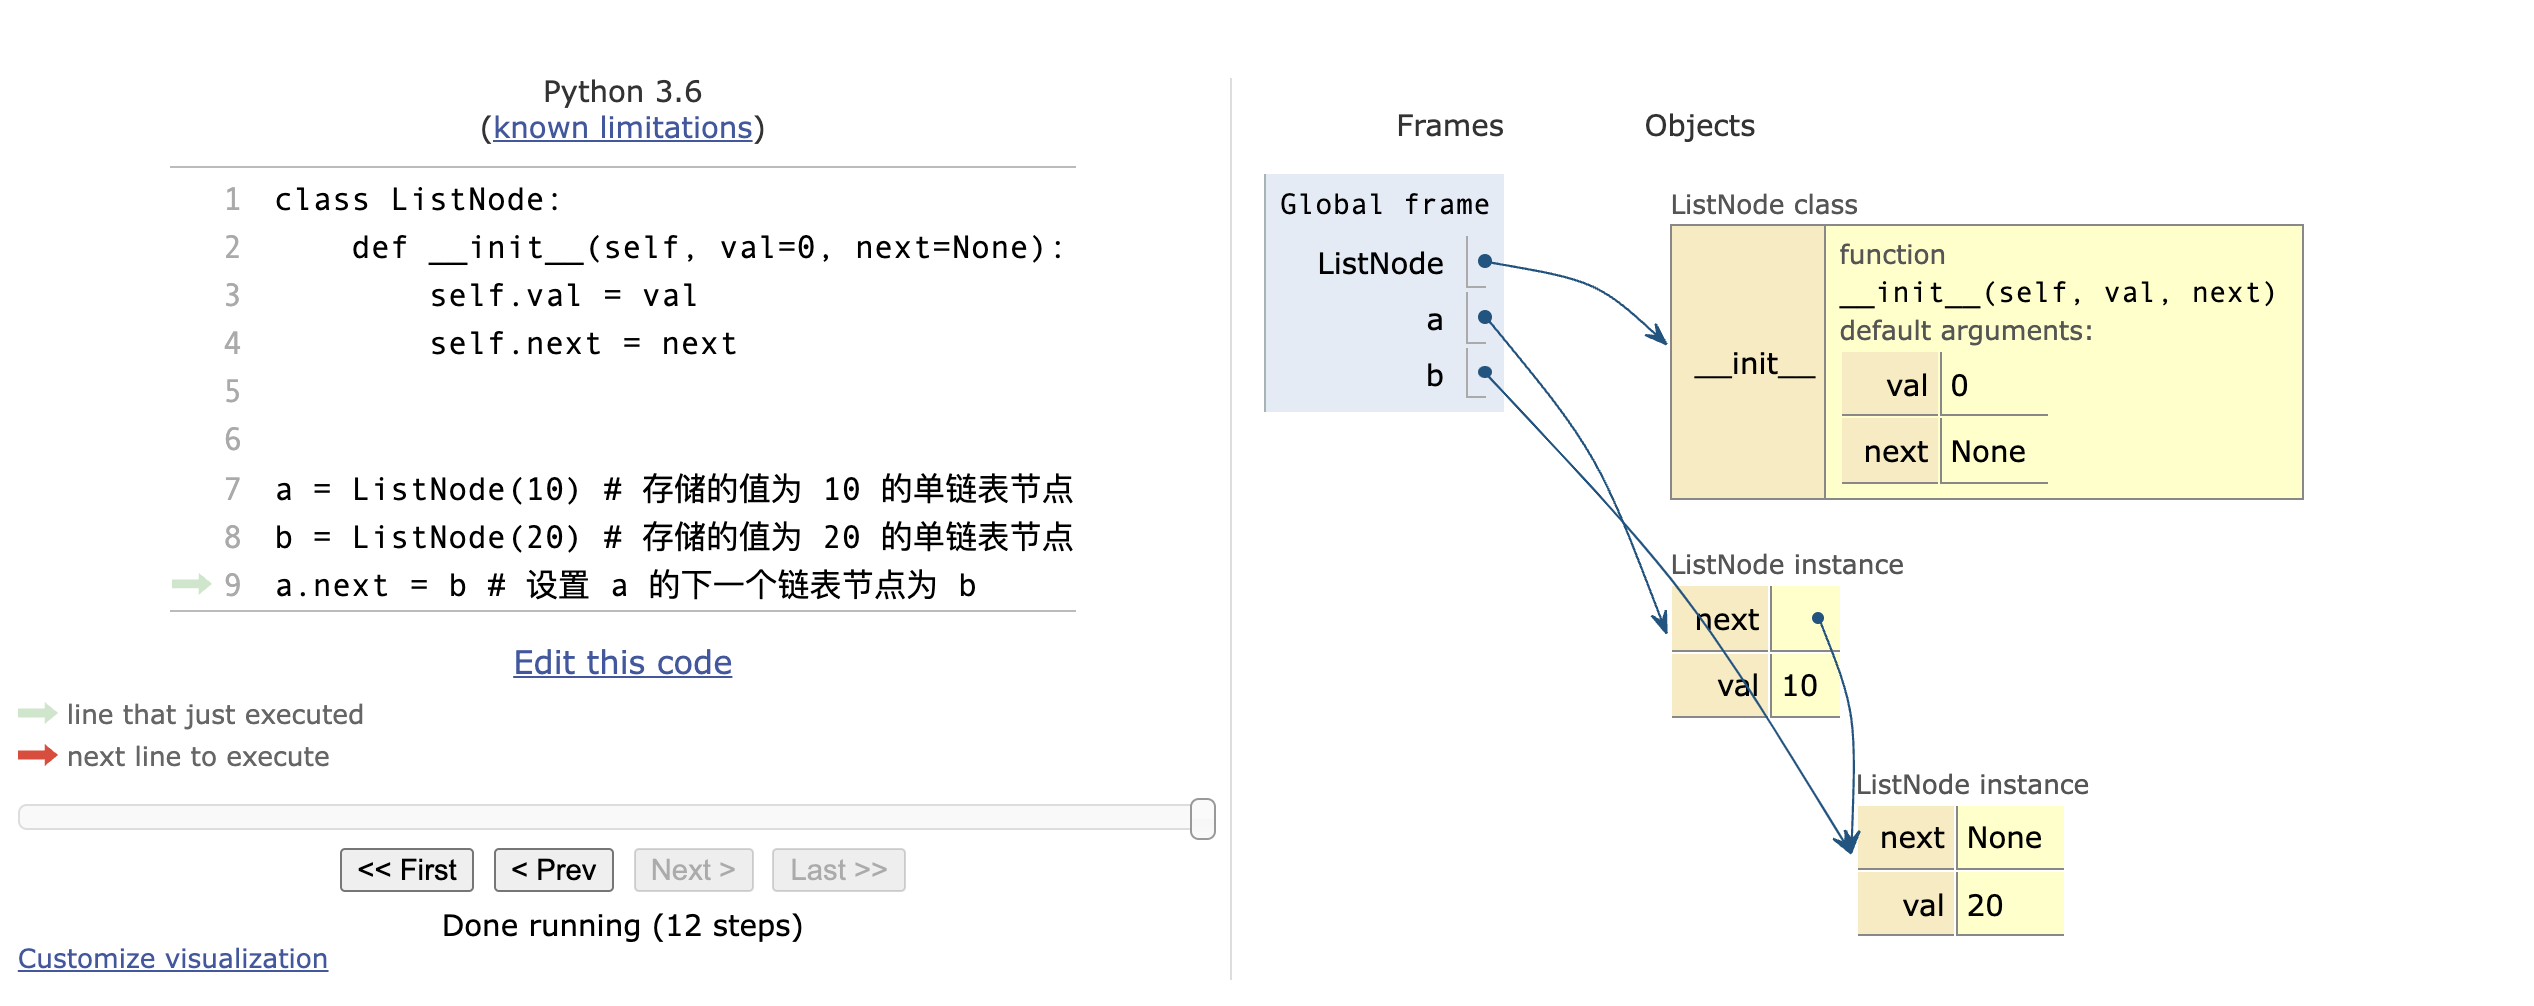 Python 3.6
(known limitations)
1 class ListNode:
2     def __init__(self, val=0, next=None):
3         self.val = val
4         self.next = next
5
6
7 a = ListNode(10) # 存储的值为 10 的单链表节点
8 b = ListNode(20) # 存储的值为 20 的单链表节点
9 a.next = b # 设置 a 的下一个链表节点为 b
Edit this code
line that just executed
next line to execute
<< First < Prev Next > Last >>
Done running (12 steps)
Customize visualization
Frames Objects
Global frame
ListNode
a
b
ListNode class
__init__
function
__init__(self, val, next)
default arguments:
val 0
next None
ListNode instance
next
val 10
ListNode instance
next None
val 20